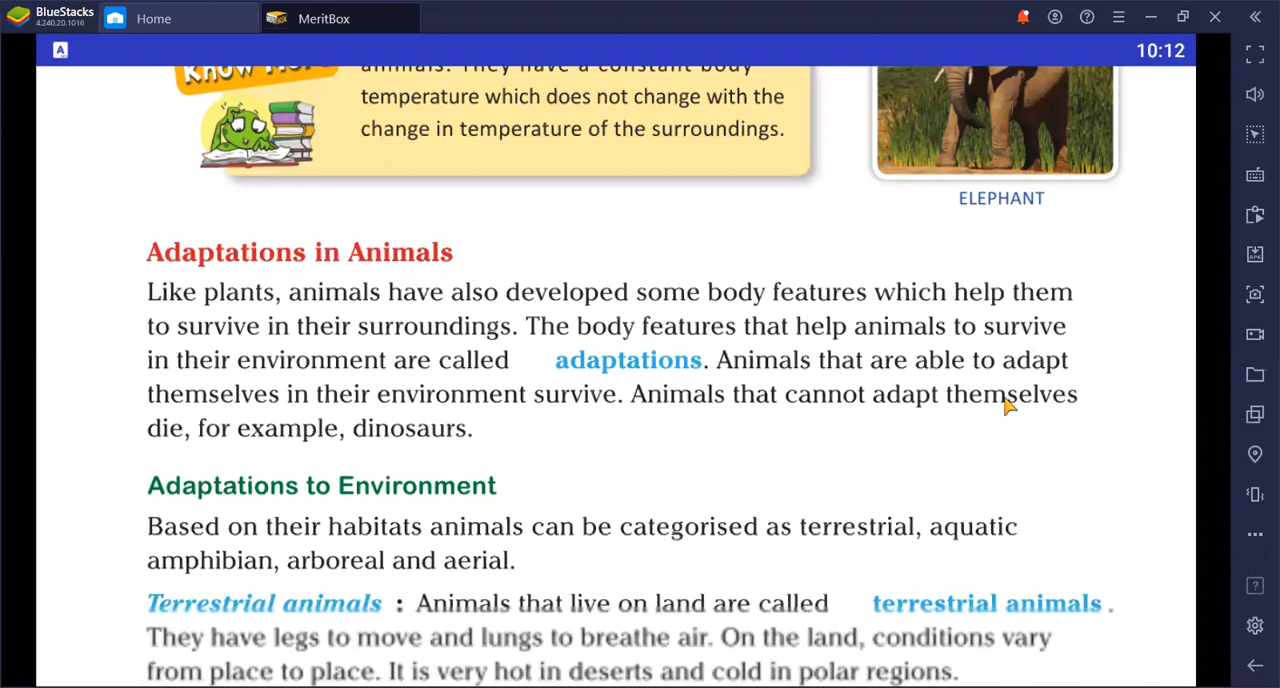 BlueStacks
4.240.20.1016
Home
MeritBox
10:12
Know More
animals. They have a constant body
temperature which does not change with the
change in temperature of the surroundings.
ELEPHANT
Adaptations in Animals
Like plants, animals have also developed some body features which help them
to survive in their surroundings. The body features that help animals to survive
in their environment are called adaptations. Animals that are able to adapt
themselves in their environment survive. Animals that cannot adapt themselves
die, for example, dinosaurs.
Adaptations to Environment
Based on their habitats animals can be categorised as terrestrial, aquatic
amphibian, arboreal and aerial.
Terrestrial animals : Animals that live on land are called terrestrial animals .
They have legs to move and lungs to breathe air. On the land, conditions vary
from place to place. It is very hot in deserts and cold in polar regions.